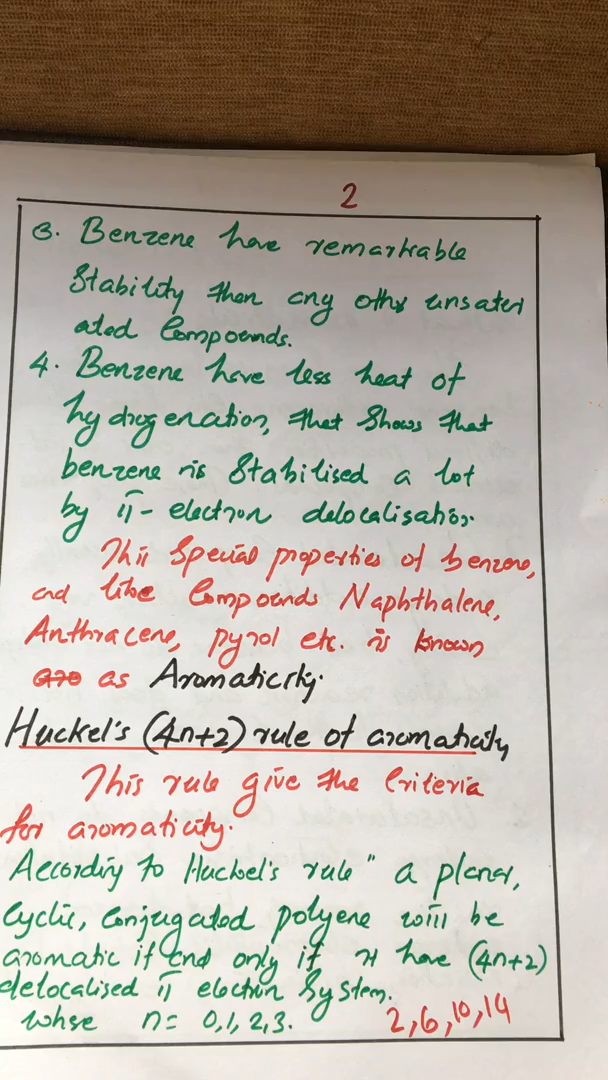 2
3. Benzene have remarkable
Stability then any other unsatur
ated Compounds.
4. Benzene have less heat of
hydrogenation, that shows that
benzene is Stabilised a lot
by π- electron delocalisation.
This Special properties of benzene,
and like Compounds Naphthalene,
Anthracene, pyrol etc. is known
are as Aromaticity.
Huckel's (4n+2) rule of aromaticity
This rule give the Criteria
for aromaticity.
According to Huckel's rule " a planar,
Cyclic, Conjugated polyene will be
aromatic if and only if it have (4n+2)
delocalised π electron System.
whse n= 0,1,2,3. 2,6,10,14